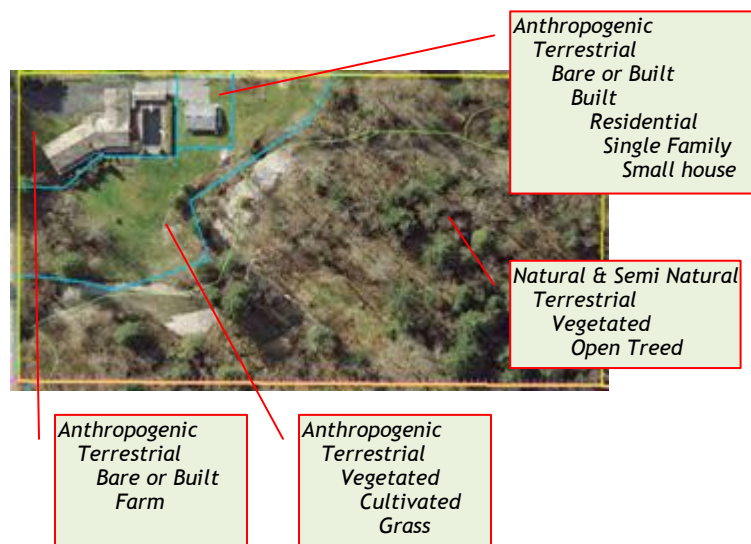 Anthropogenic
Terrestrial
Bare or Built
Built
Residential
Single Family
Small house
Natural & Semi Natural
Terrestrial
Vegetated
Open Treed
Anthropogenic
Terrestrial
Bare or Built
Farm
Anthropogenic
Terrestrial
Vegetated
Cultivated
Grass